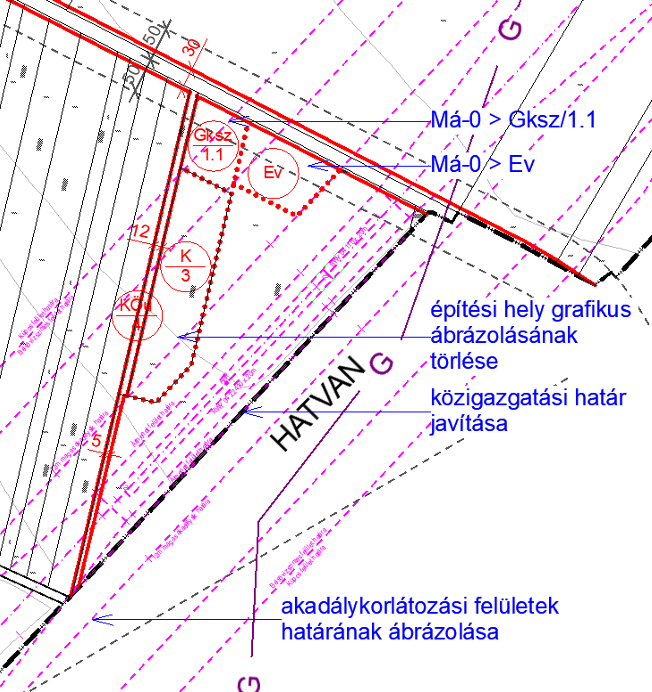 G
50
50
30
Gksz
1.1
Má-0 > Gksz/1.1
Ev
Má-0 > Ev
12
K
3
KÖu
építési hely grafikus
ábrázolásának
törlése
G
HATVAN
közigazgatási határ
javítása
5
akadálykorlátozási felületek
határának ábrázolása
G